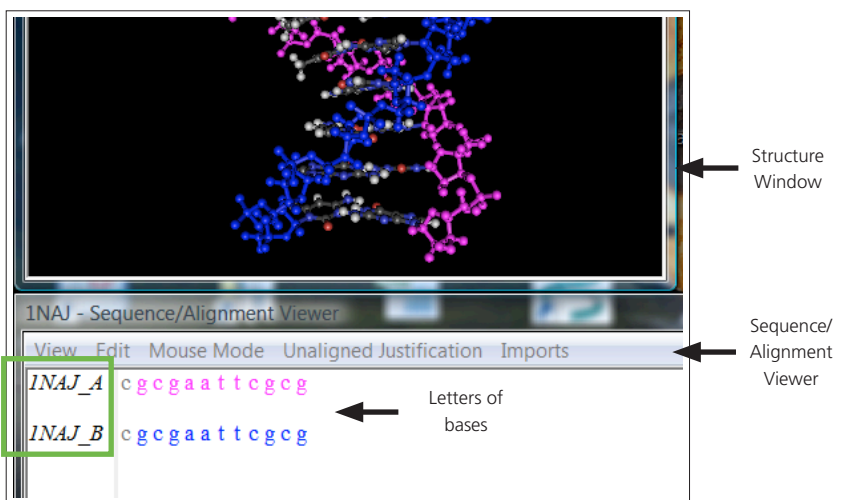 Structure
Window
1NAJ - Sequence/Alignment Viewer
View Edit Mouse Mode Unaligned Justification Imports
Sequence/
Alignment
Viewer
1NAJ_A c g c g a a t t c g c g
Letters of
bases
1NAJ_B c g c g a a t t c g c g